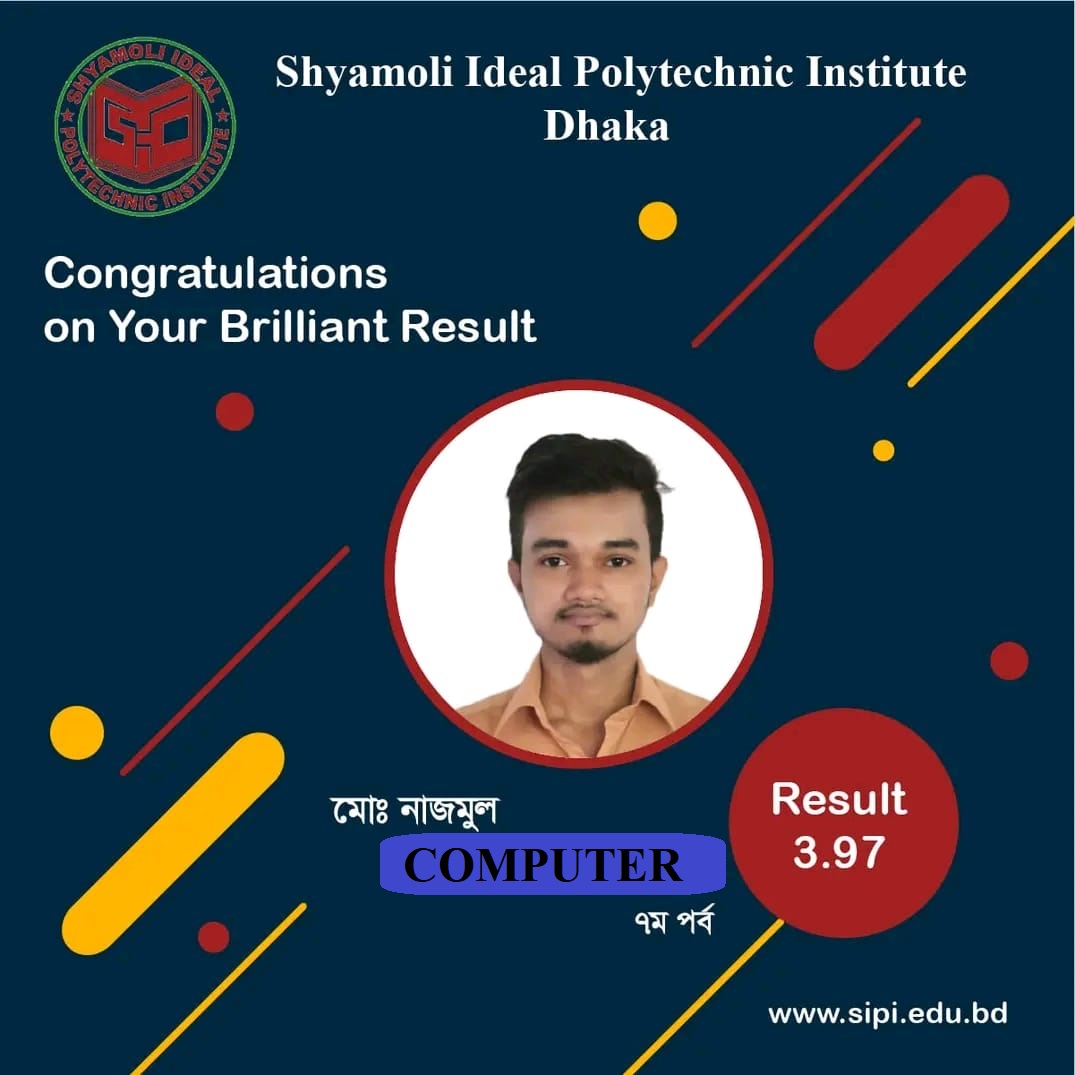 SHYAMOLI IDEAL
POLYTECHNIC INSTITUTE
Shyamoli Ideal Polytechnic Institute
Dhaka
Congratulations
on Your Brilliant Result
মোঃ নাজমুল
COMPUTER
৭ম পর্ব
Result
3.97
www.sipi.edu.bd